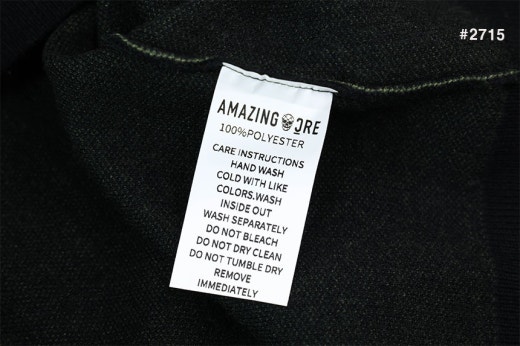 #2715
AMAZING ORE
100%POLYESTER
CARE INSTRUCTIONS
HAND WASH
COLD WITH LIKE
COLORS.WASH
INSIDE OUT
WASH SEPARATELY
DO NOT BLEACH
DO NOT DRY CLEAN
DO NOT TUMBLE DRY
REMOVE
IMMEDIATELY